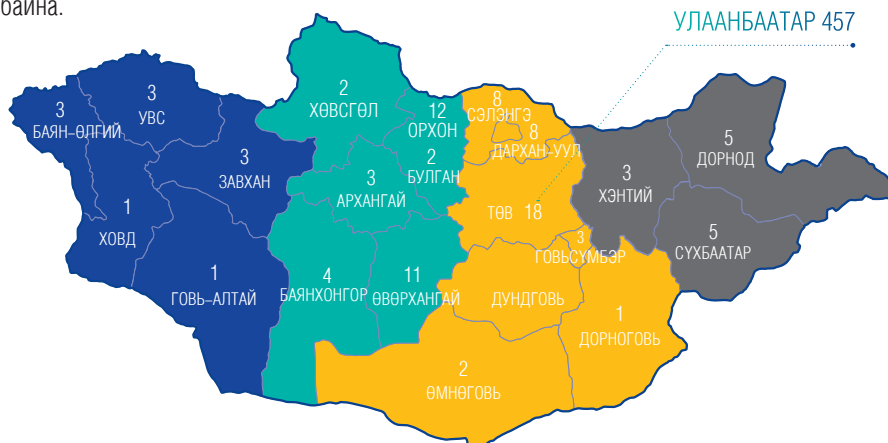 байна.
УЛААНБААТАР 457
3
БАЯН-ӨЛГИЙ
3
УВС
3
ЗАВХАН
1
ХОВД
1
ГОВЬ-АЛТАЙ
2
ХӨВСГӨЛ
12
ОРХОН
2
БУЛГАН
3
АРХАНГАЙ
4
БАЯНХОНГОР
11
ӨВӨРХАНГАЙ
8
СЭЛЭНГЭ
8
ДАРХАН-УУЛ
ТӨВ 18
3
ГОВЬСҮМБЭР
ДУНДГОВЬ
1
ДОРНОГОВЬ
2
ӨМНӨГОВЬ
3
ХЭНТИЙ
5
ДОРНОД
5
СҮХБААТАР